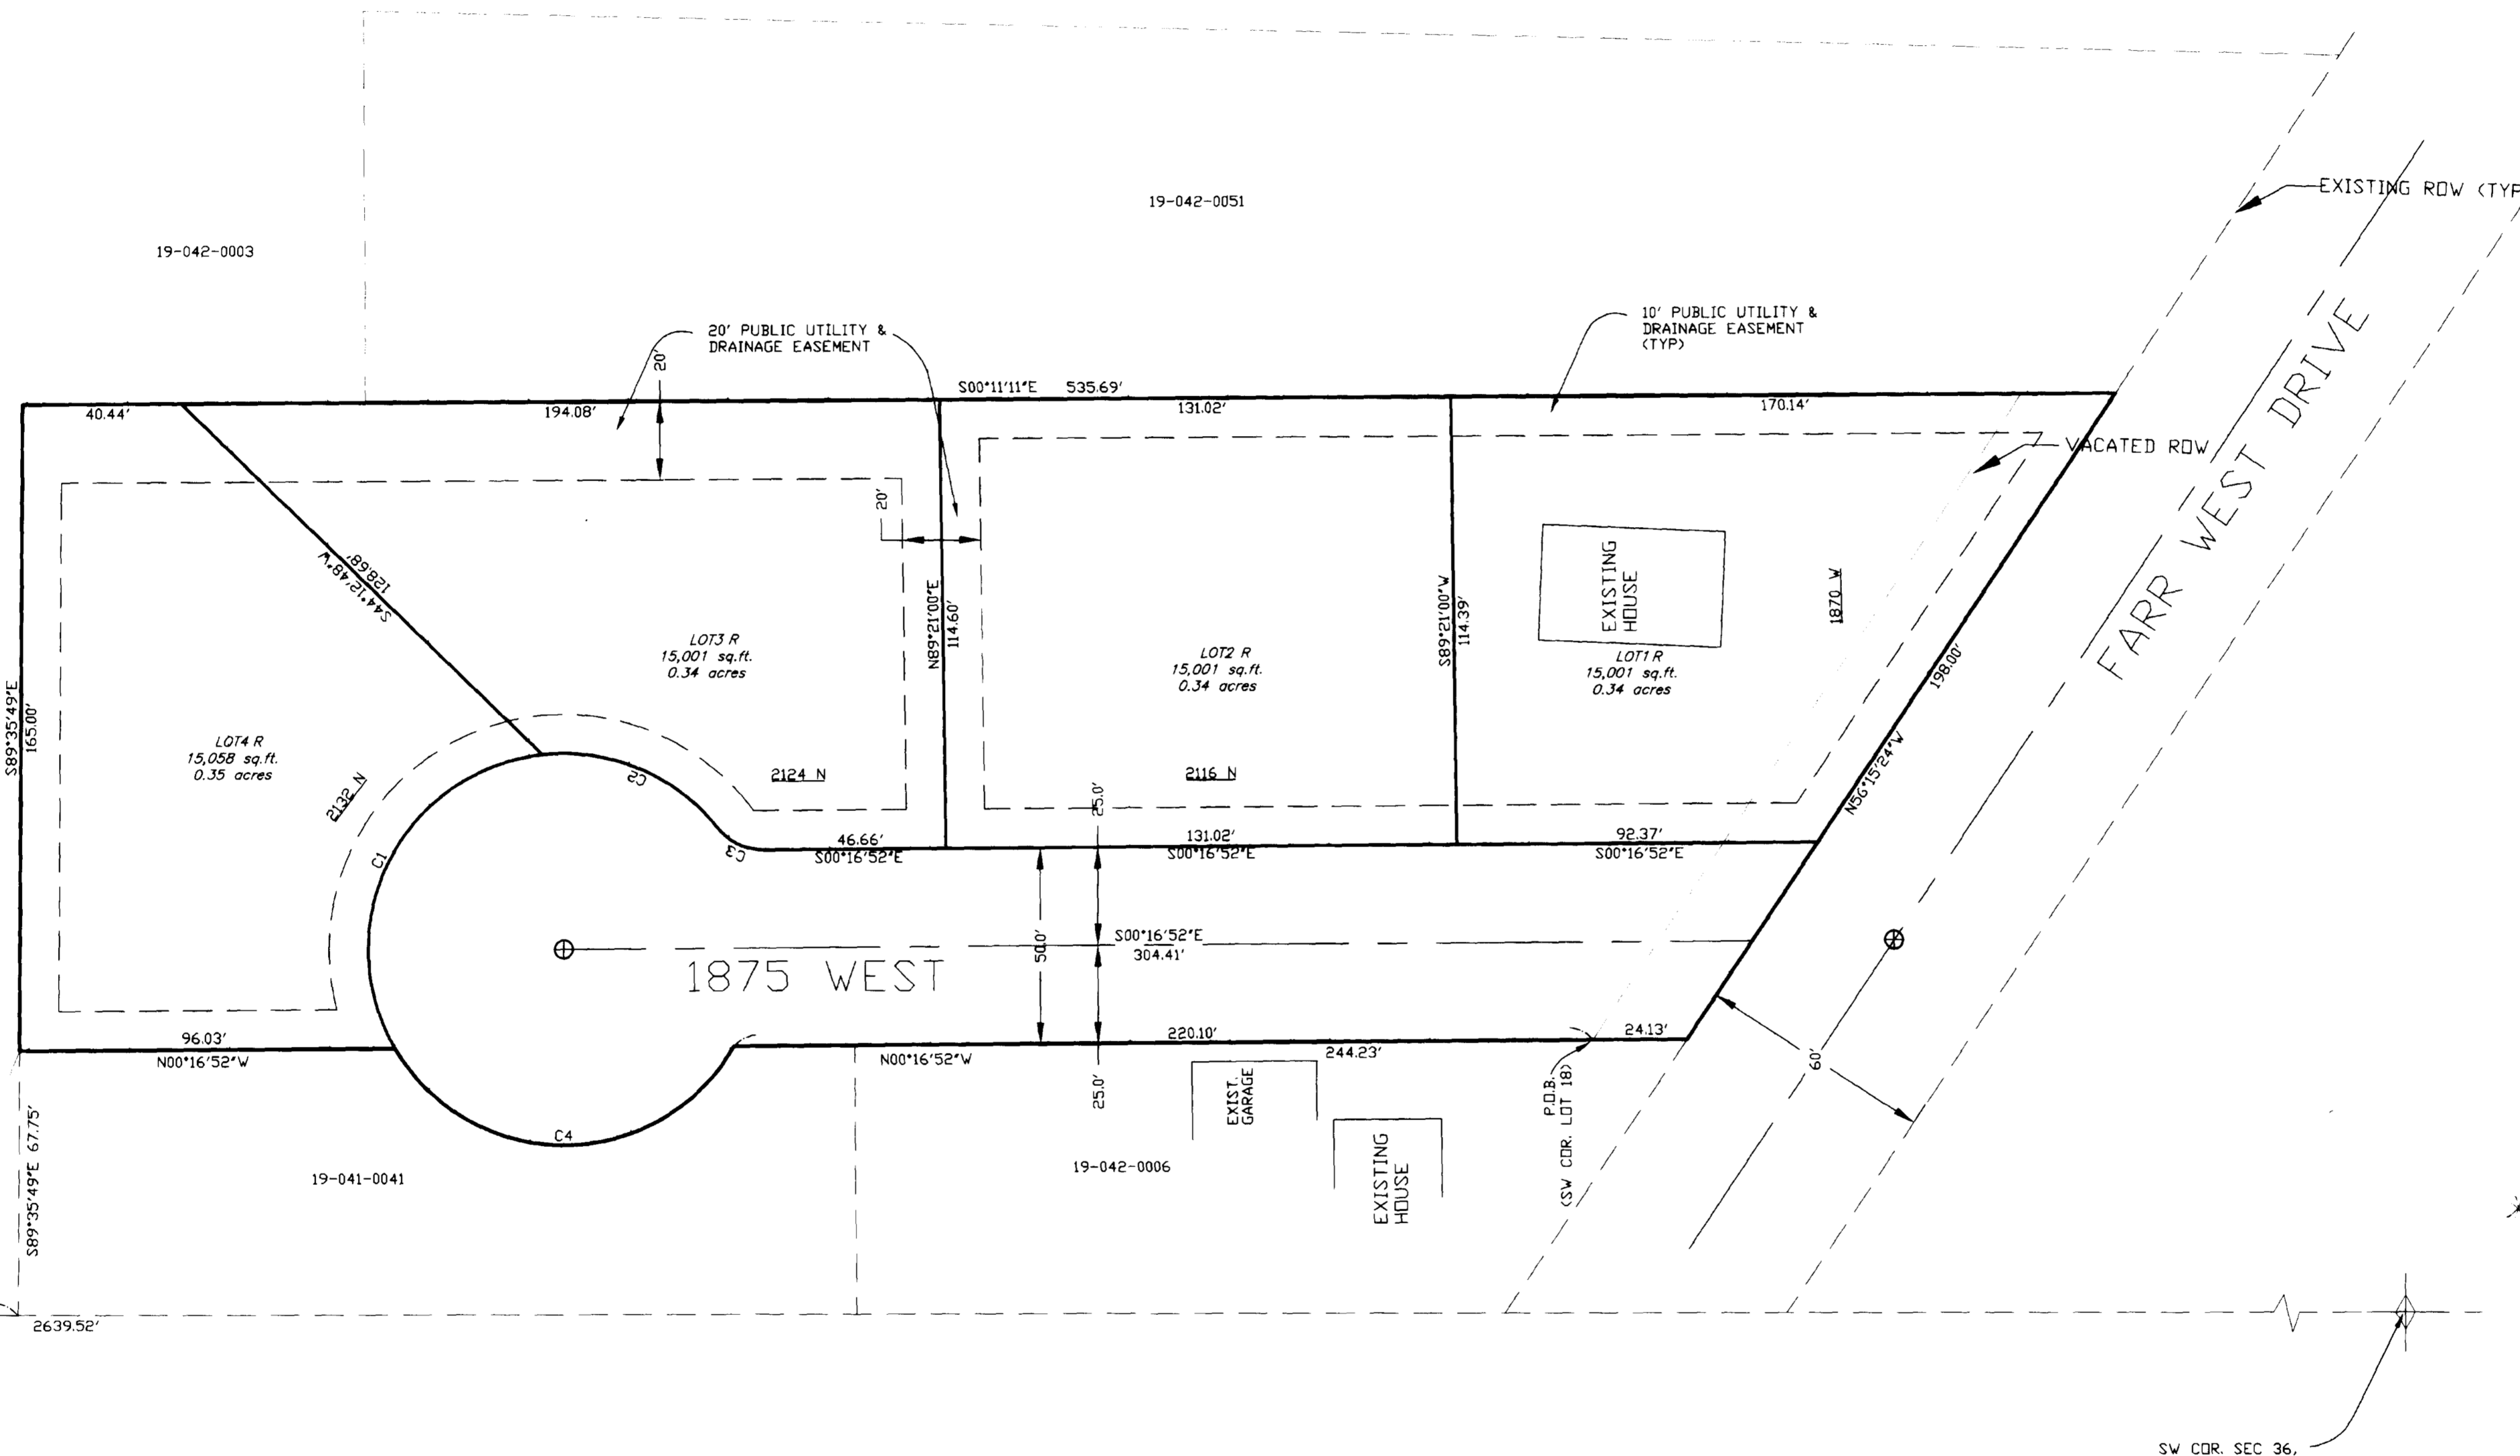 EXISTING ROW (TYP
19-042-0051
19-042-0003
20' PUBLIC UTILITY &
DRAINAGE EASEMENT
10' PUBLIC UTILITY &
DRAINAGE EASEMENT
(TYP)
20'
S00°11'11"E 535.69'
40.44'
194.08'
131.02'
170.14'
VACATED ROW
FARR WEST DRIVE
20'
128.68'
S44°12'48"W
N89°21'00"E
114.60'
S89°21'00"W
114.39'
EXISTING
HOUSE
1870 W
LOT3 R
15,001 sq.ft.
0.34 acres
LOT2 R
15,001 sq.ft.
0.34 acres
LOT1 R
15,001 sq.ft.
0.34 acres
198.00'
N56°15'24"W
S89°35'49"E
165.00'
LOT4 R
15,058 sq.ft.
0.35 acres
2132 N
2124 N
2116 N
C2
C1
C3
25.0'
46.66'
S00°16'52"E
131.02'
S00°16'52"E
92.37'
S00°16'52"E
50.0'
S00°16'52"E
304.41'
1875 WEST
96.03'
N00°16'52"W
220.10'
24.13'
N00°16'52"W
244.23'
60'
25.0'
EXIST.
GARAGE
P.O.B.
(SW COR. LOT 18)
C4
S89°35'49"E 67.75'
19-041-0041
19-042-0006
EXISTING
HOUSE
2639.52'
SW COR. SEC 36,